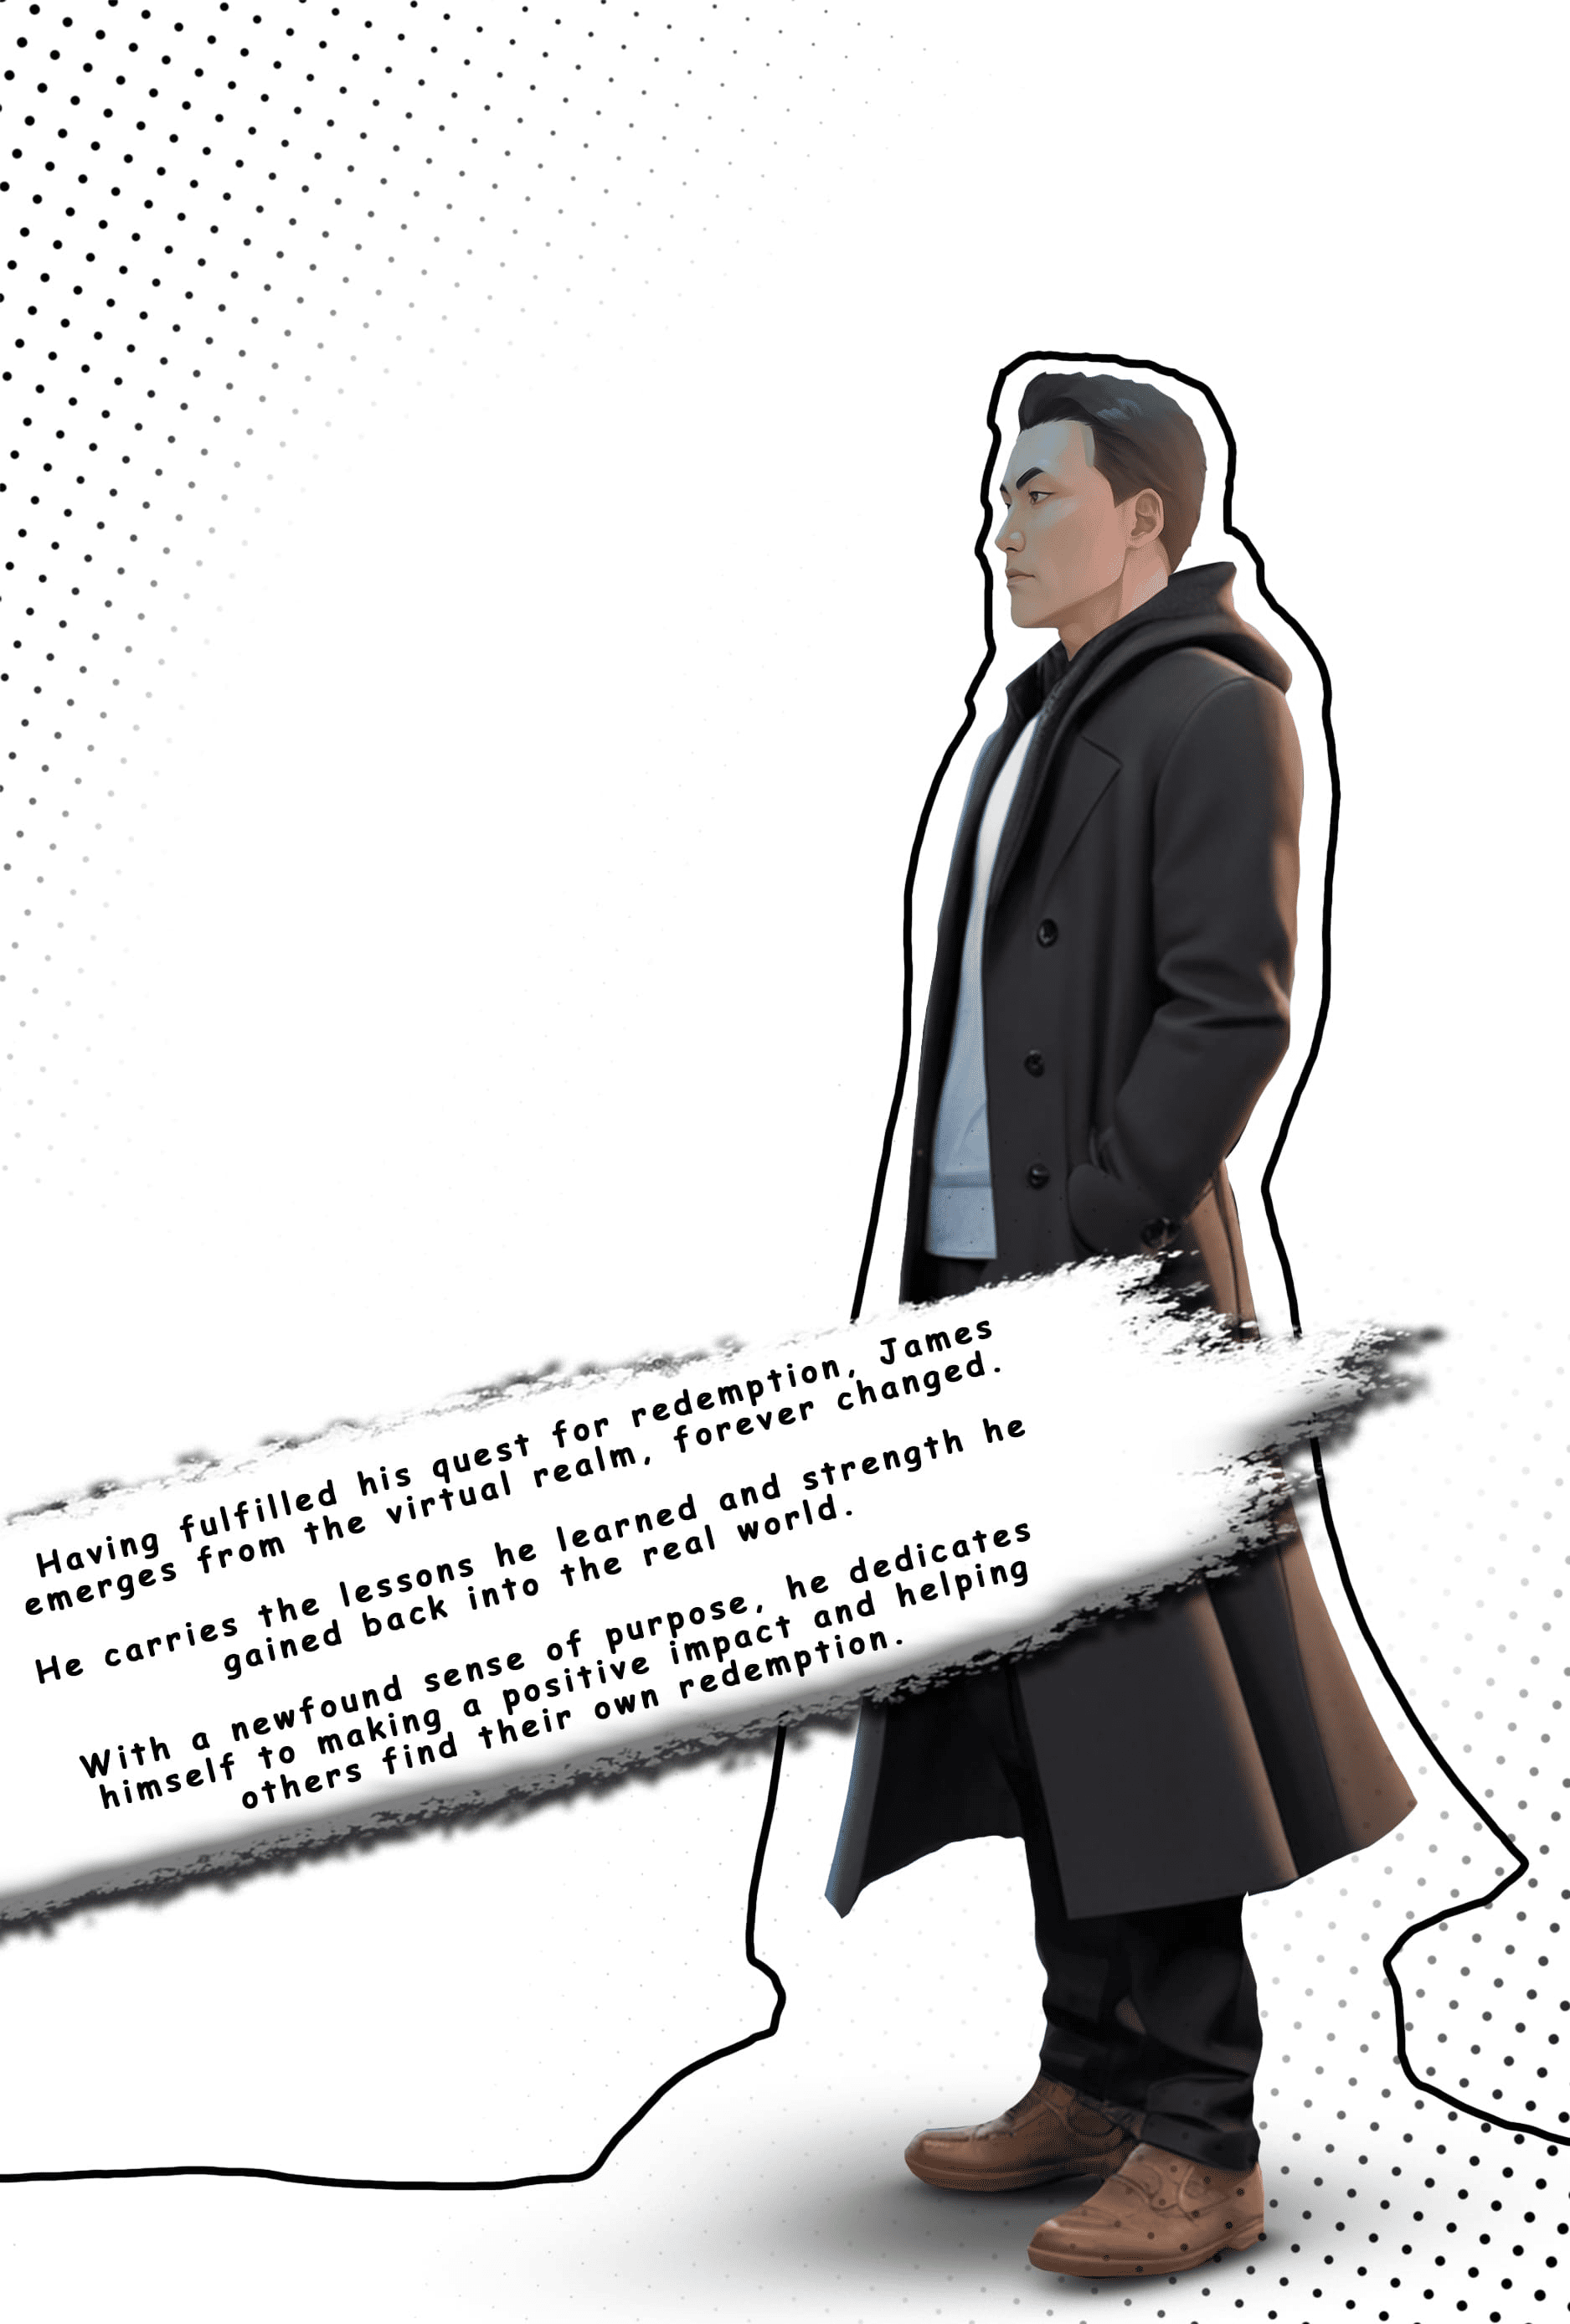 Having fulfilled his quest for redemption, James
emerges from the virtual realm, forever changed.
He carries the lessons he learned and strength he
gained back into the real world.
With a newfound sense of purpose, he dedicates
himself to making a positive impact and helping
others find their own redemption.